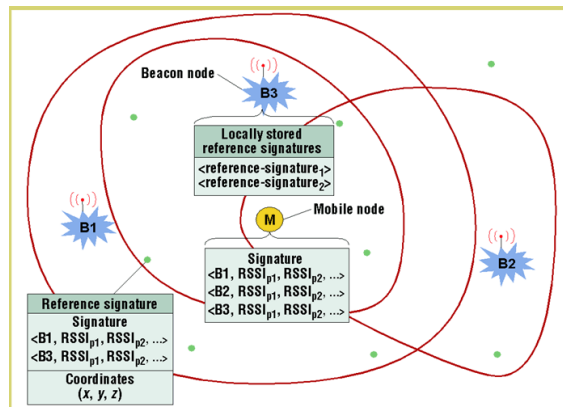 Beacon node
B3
Locally stored
reference signatures
<reference-signature₁>
<reference-signature₂>
M
Mobile node
B1
B2
Signature
<B1, RSSIₚ₁, RSSIₚ₂, ...>
<B2, RSSIₚ₁, RSSIₚ₂, ...>
<B3, RSSIₚ₁, RSSIₚ₂, ...>
Reference signature
Signature
<B1, RSSIₚ₁, RSSIₚ₂, ...>
<B3, RSSIₚ₁, RSSIₚ₂, ...>
Coordinates
(x, y, z)